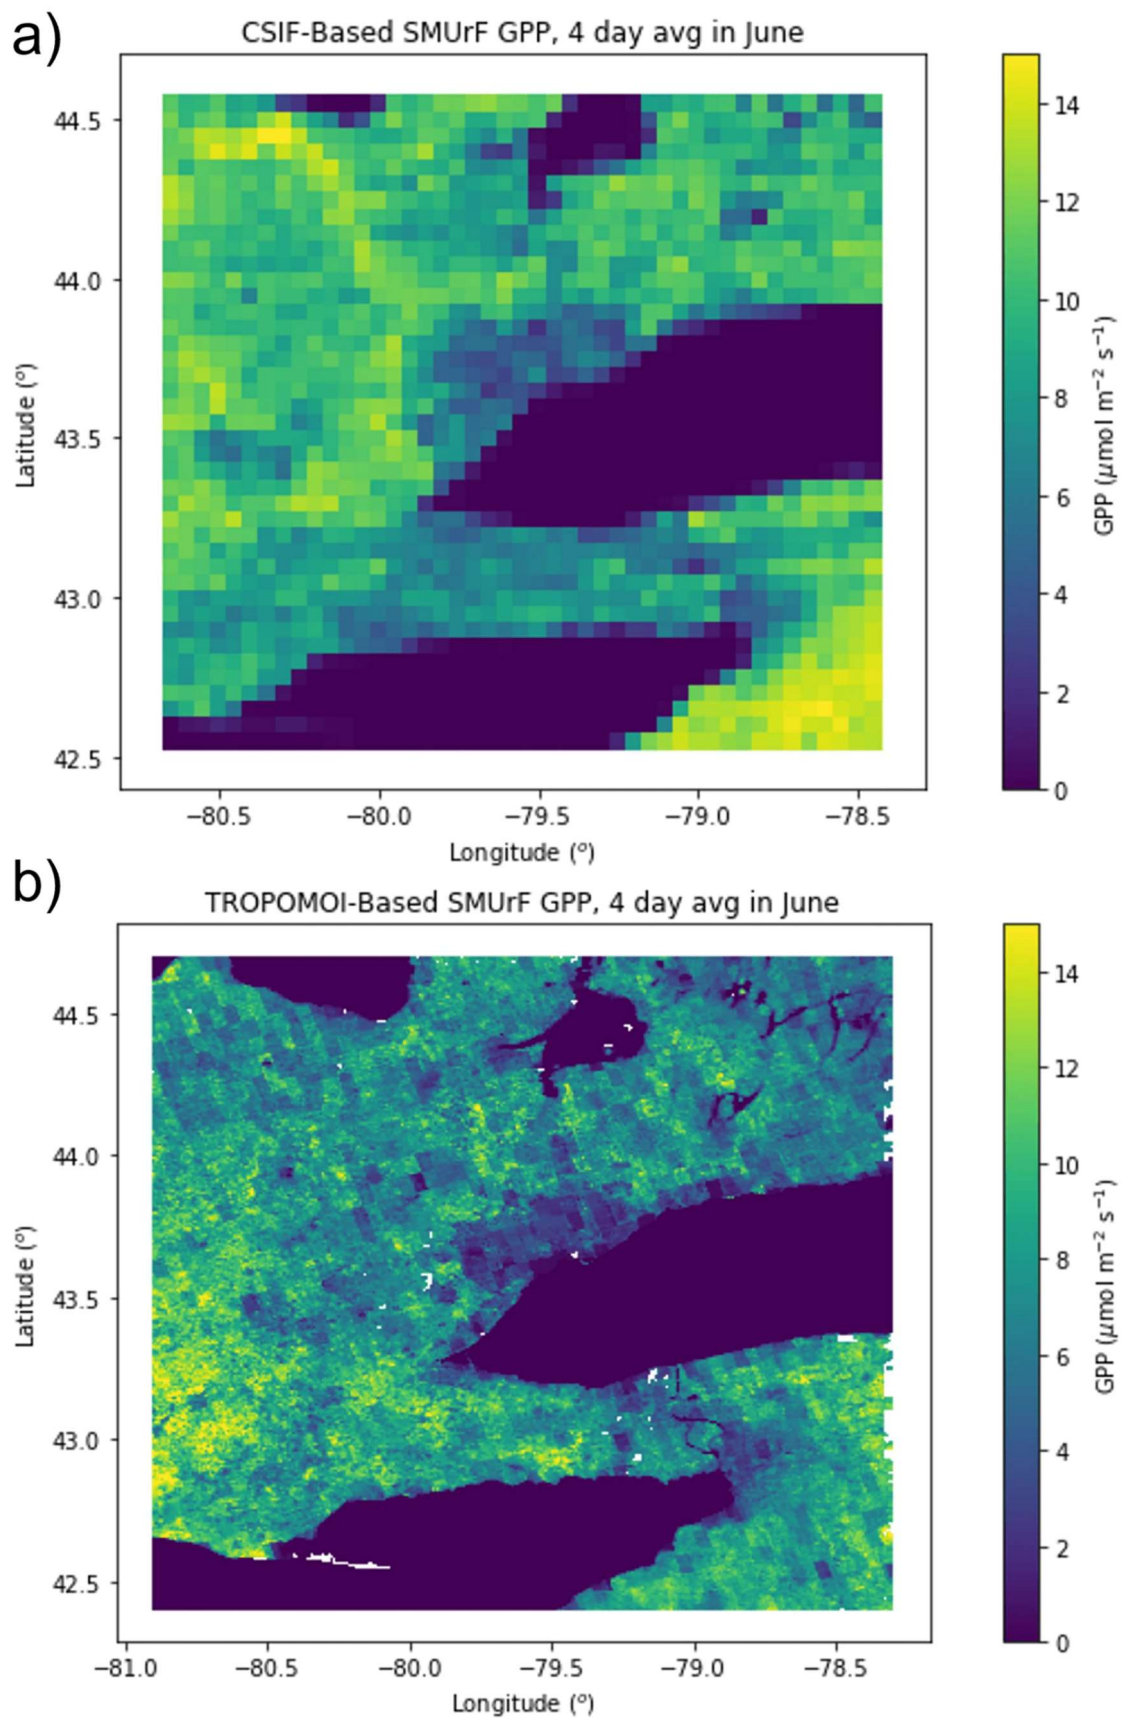 a)
CSIF-Based SMUrF GPP, 4 day avg in June
44.5
44.0
43.5
43.0
42.5
Latitude (°)
−80.5 −80.0 −79.5 −79.0 −78.5
Longitude (°)
14
12
10
8
6
4
2
0
GPP (μmol m⁻² s⁻¹)
b)
TROPOMOI-Based SMUrF GPP, 4 day avg in June
44.5
44.0
43.5
43.0
42.5
Latitude (°)
−81.0 −80.5 −80.0 −79.5 −79.0 −78.5
Longitude (°)
14
12
10
8
6
4
2
0
GPP (μmol m⁻² s⁻¹)